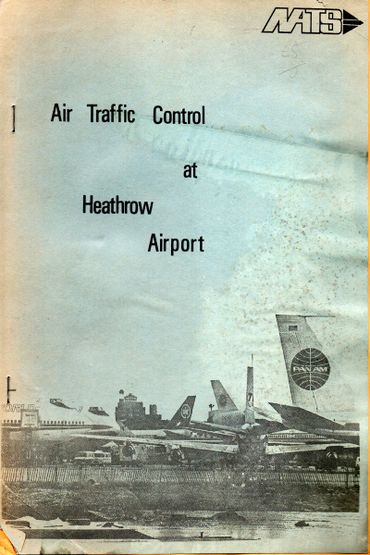 NATS
Air Traffic Control
at
Heathrow
Airport
PAN AM